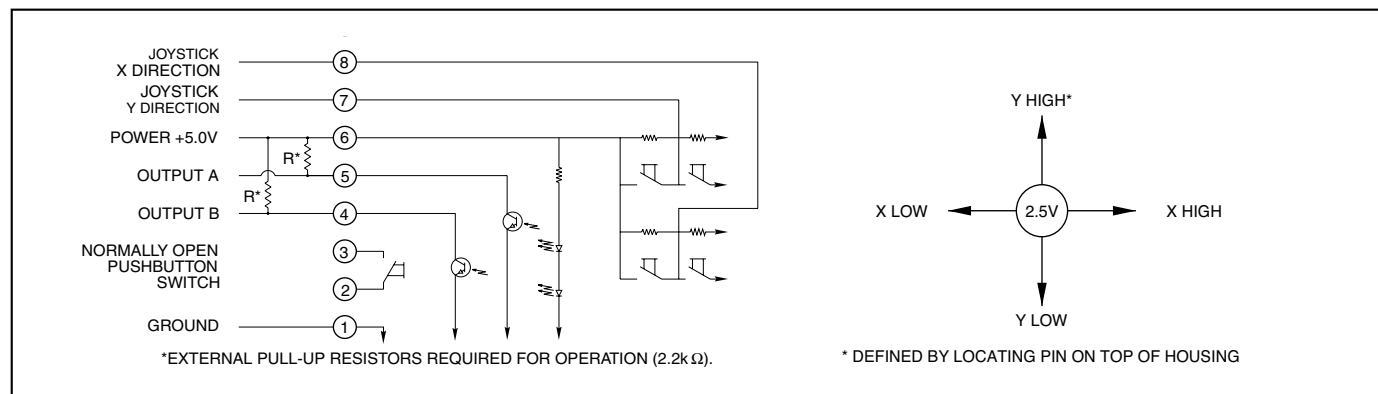 JOYSTICK
X DIRECTION
8
JOYSTICK
Y DIRECTION
7
POWER +5.0V
6
R*
OUTPUT A
5
R*
OUTPUT B
4
NORMALLY OPEN
PUSHBUTTON
SWITCH
3
2
GROUND
1
*EXTERNAL PULL-UP RESISTORS REQUIRED FOR OPERATION (2.2k Ω).
Y HIGH*
X LOW
2.5V
X HIGH
Y LOW
* DEFINED BY LOCATING PIN ON TOP OF HOUSING